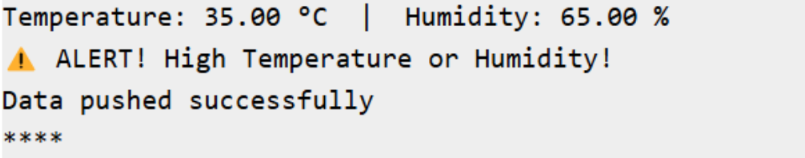 Temperature: 35.00 °C  |  Humidity: 65.00 %
⚠️ ALERT! High Temperature or Humidity!
Data pushed successfully
****